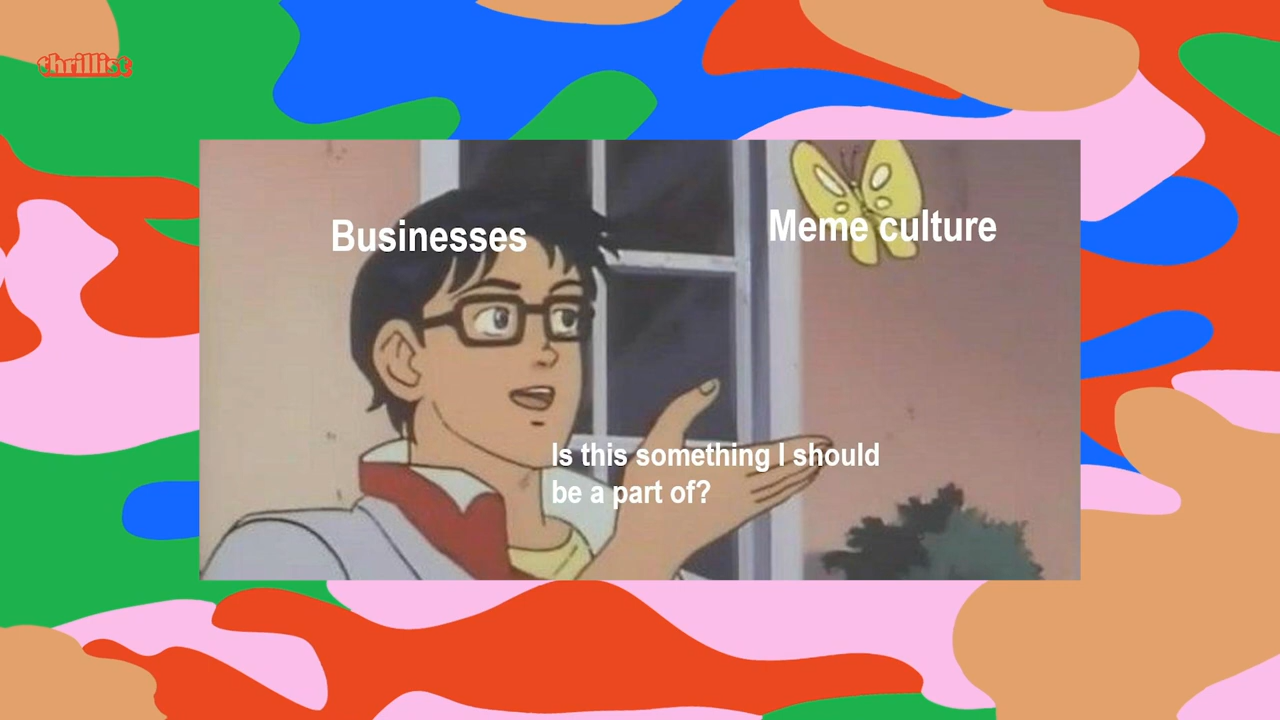 thrillist
Businesses
Meme culture
Is this something I should
be a part of?